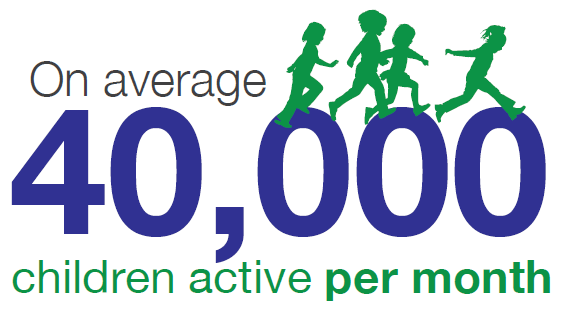 On average
40,000
children active per month